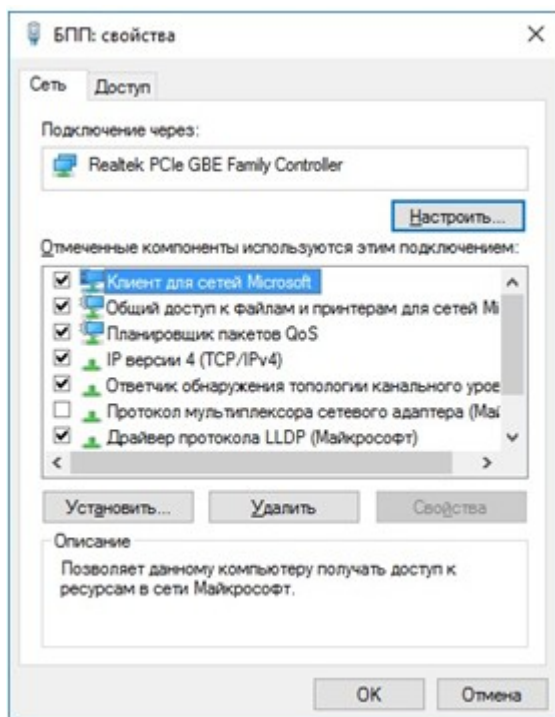 БПП: свойства
Сеть
Доступ
Подключение через:
Realtek PCIe GBE Family Controller
Настроить...
Отмеченные компоненты используются этим подключением:
Клиент для сетей Microsoft
Общий доступ к файлам и принтерам для сетей Mi
Планировщик пакетов QoS
IP версии 4 (TCP/IPv4)
Ответчик обнаружения топологии канального уров
Протокол мультиплексора сетевого адаптера (Май
Драйвер протокола LLDP (Майкрософт)
Установить...
Удалить
Свойства
Описание
Позволяет данному компьютеру получать доступ к
ресурсам в сети Майкрософт.
OK
Отмена